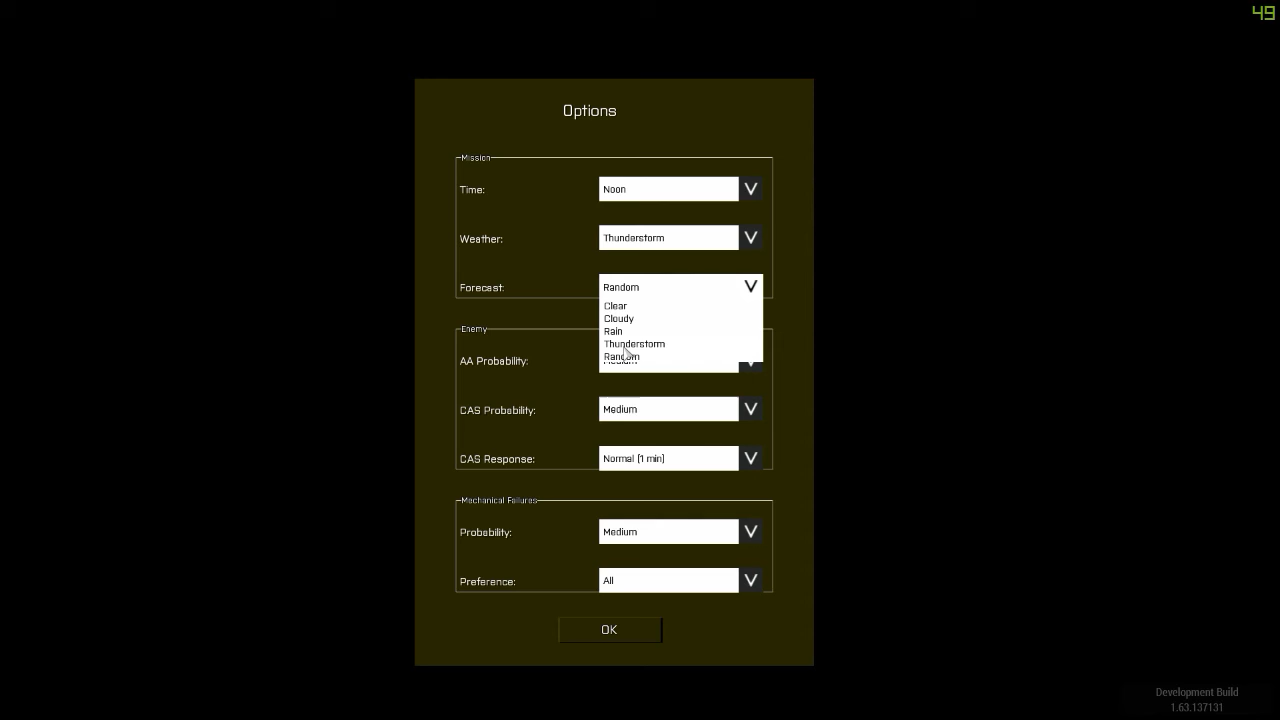 49
Options
Mission
Time: Noon V
Weather: Thunderstorm V
Forecast: Random V
Clear
Cloudy
Rain
Thunderstorm
Random
Enemy
AA Probability:
CAS Probability: Medium V
CAS Response: Normal (1 min) V
Mechanical Failures
Probability: Medium V
Preference: All V
OK
Development Build
1.63.137131